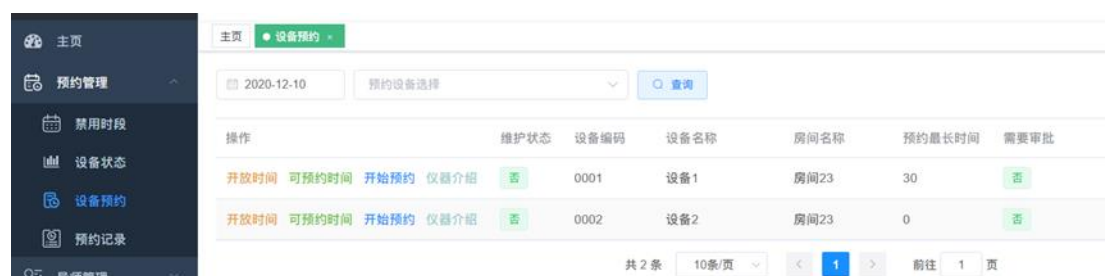 主页
预约管理
禁用时段
设备状态
设备预约
预约记录
主页 设备预约 ×
2020-12-10 预约设备选择 查询
操作 维护状态 设备编码 设备名称 房间名称 预约最长时间 需要审批
开放时间 可预约时间 开始预约 仪器介绍 否 0001 设备1 房间23 30 否
开放时间 可预约时间 开始预约 仪器介绍 否 0002 设备2 房间23 0 否
共 2 条 10条/页 < 1 > 前往 1 页